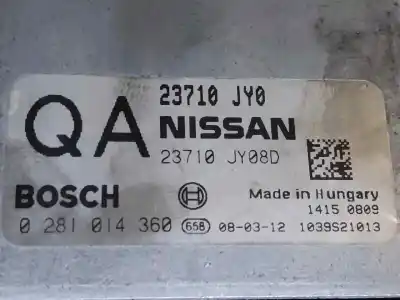 QA
23710 JY0
NISSAN
23710 JY08D
BOSCH
Made in Hungary
1415 0809
0 281 014 360 658 08-03-12 1039S21013